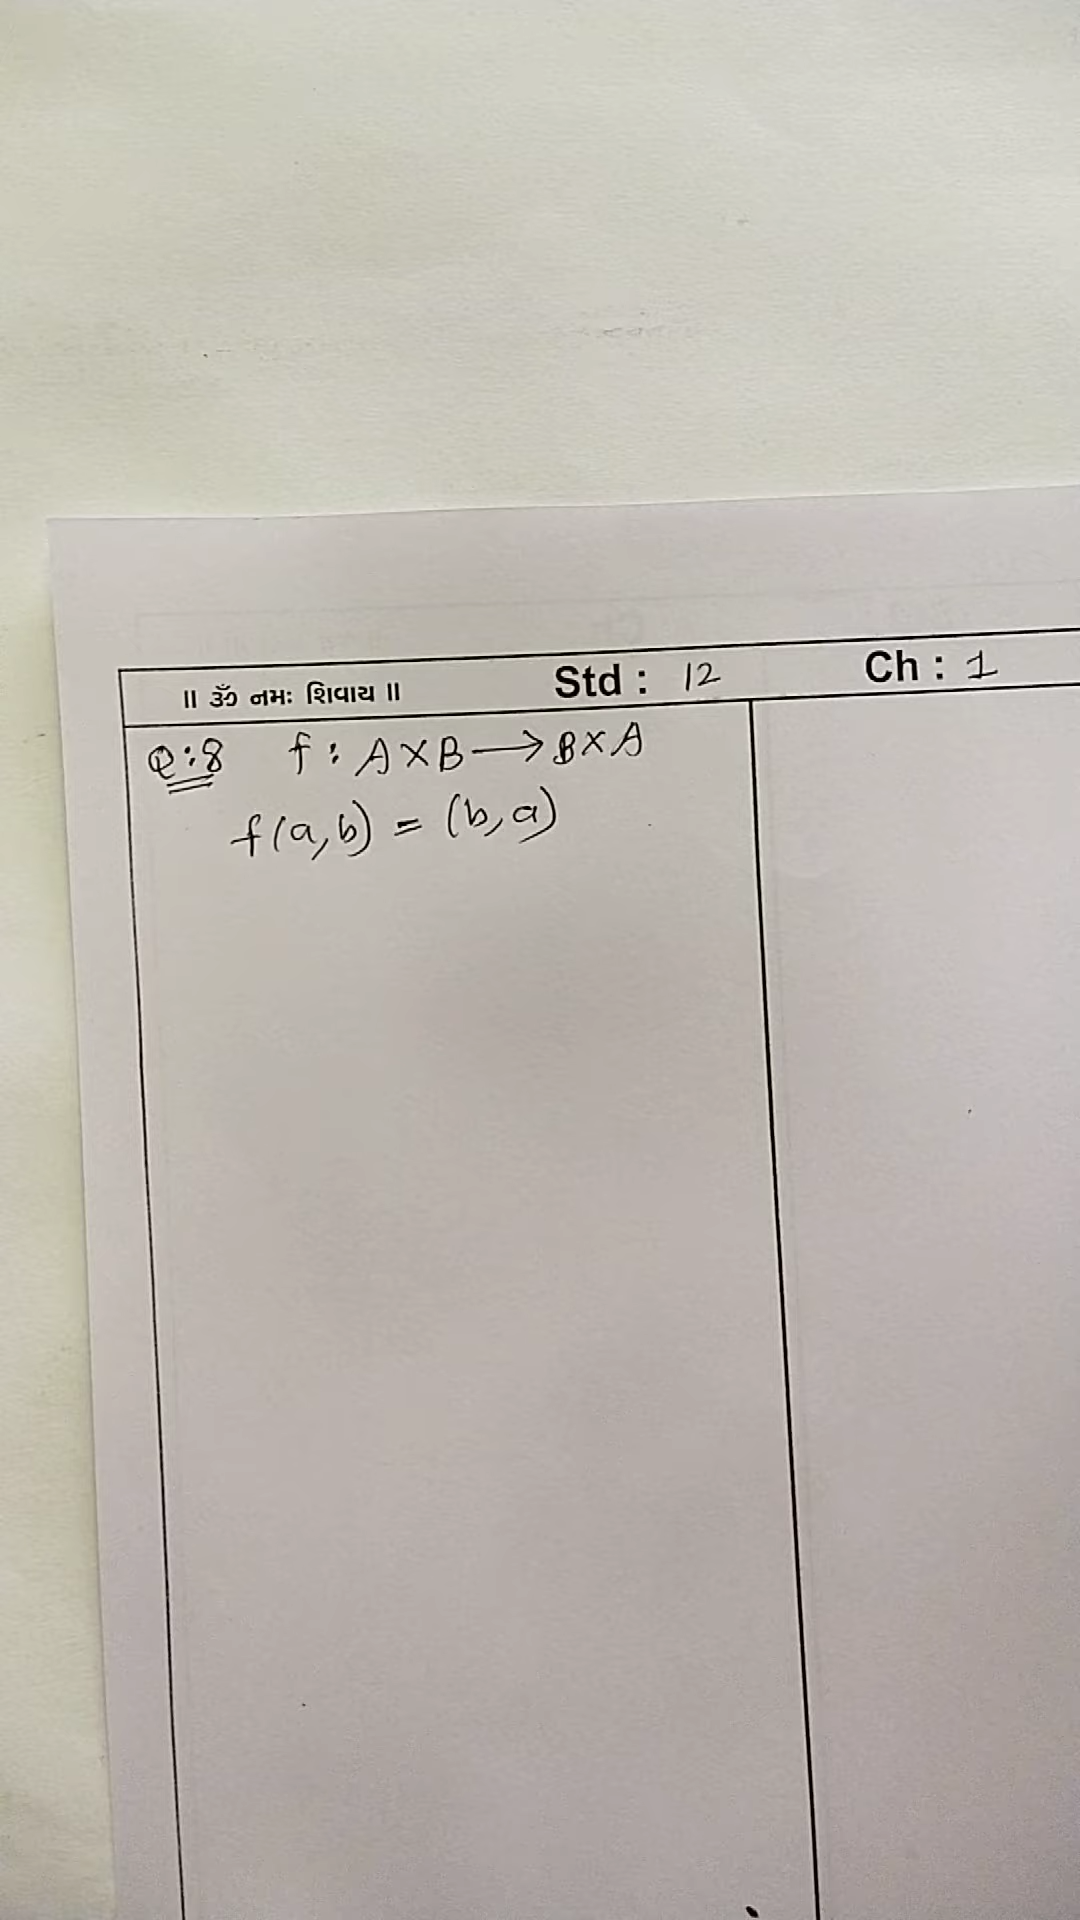 ॥ ૐ નમઃ શિવાય ॥ Std : 12 Ch : 1
Q:8 f : A×B → B×A
f(a,b) = (b,a)